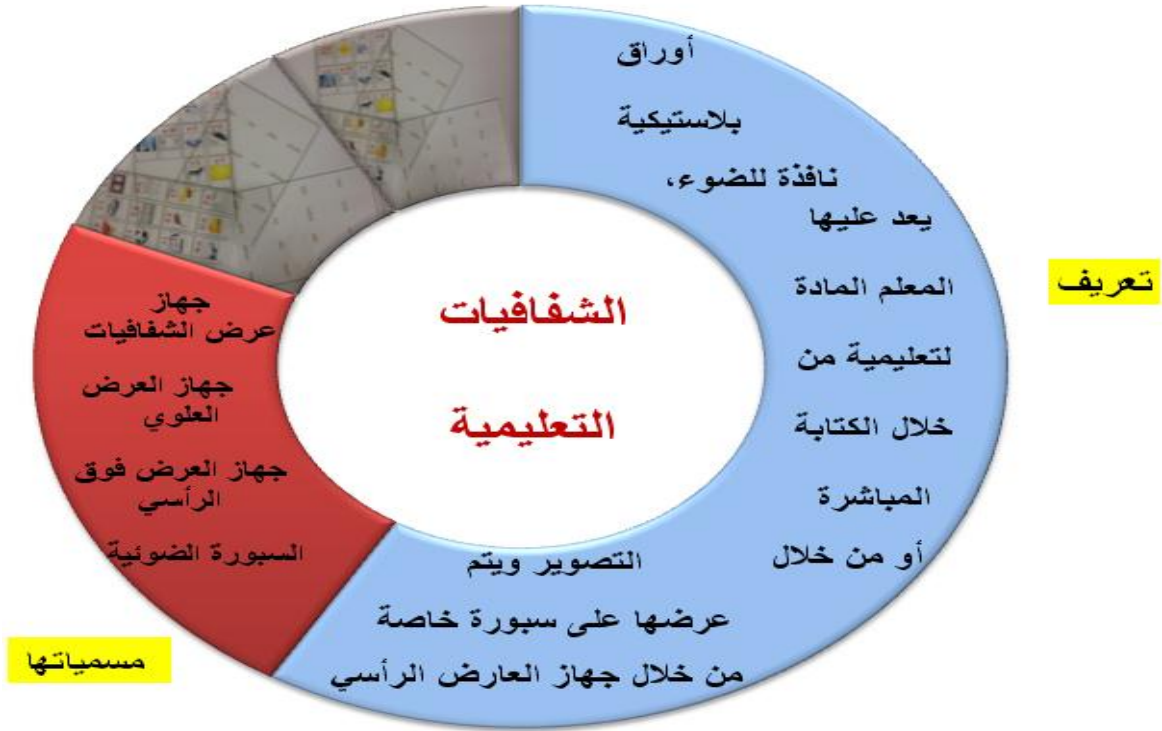 الشفافيات
التعليمية
تعريف
أوراق
بلاستيكية
نافذة للضوء،
يعد عليها
المعلم المادة
لتعليمية من
خلال الكتابة
المباشرة
أو من خلال
التصوير ويتم
عرضها على سبورة خاصة
من خلال جهاز العارض الرأسي
مسمياتها
جهاز
عرض الشفافيات
جهاز العرض
العلوي
جهاز العرض فوق
الرأسي
السبورة الضوئية